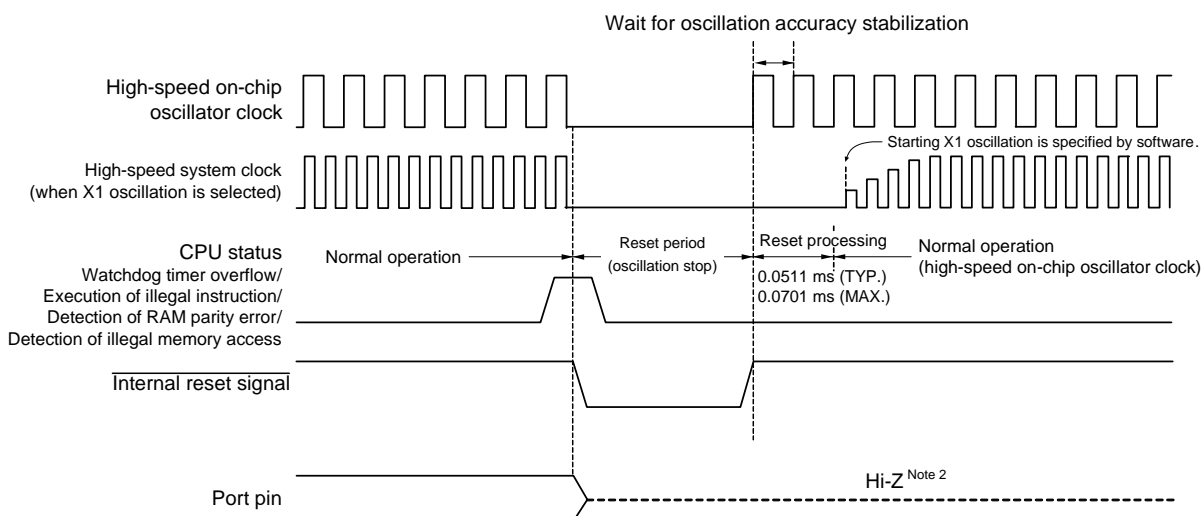 Wait for oscillation accuracy stabilization
High-speed on-chip
oscillator clock
Starting X1 oscillation is specified by software.
High-speed system clock
(when X1 oscillation is selected)
CPU status
Normal operation
Reset period
(oscillation stop)
Reset processing
0.0511 ms (TYP.)
0.0701 ms (MAX.)
Normal operation
(high-speed on-chip oscillator clock)
Watchdog timer overflow/
Execution of illegal instruction/
Detection of RAM parity error/
Detection of illegal memory access
Internal reset signal
Hi-Z Note 2
Port pin